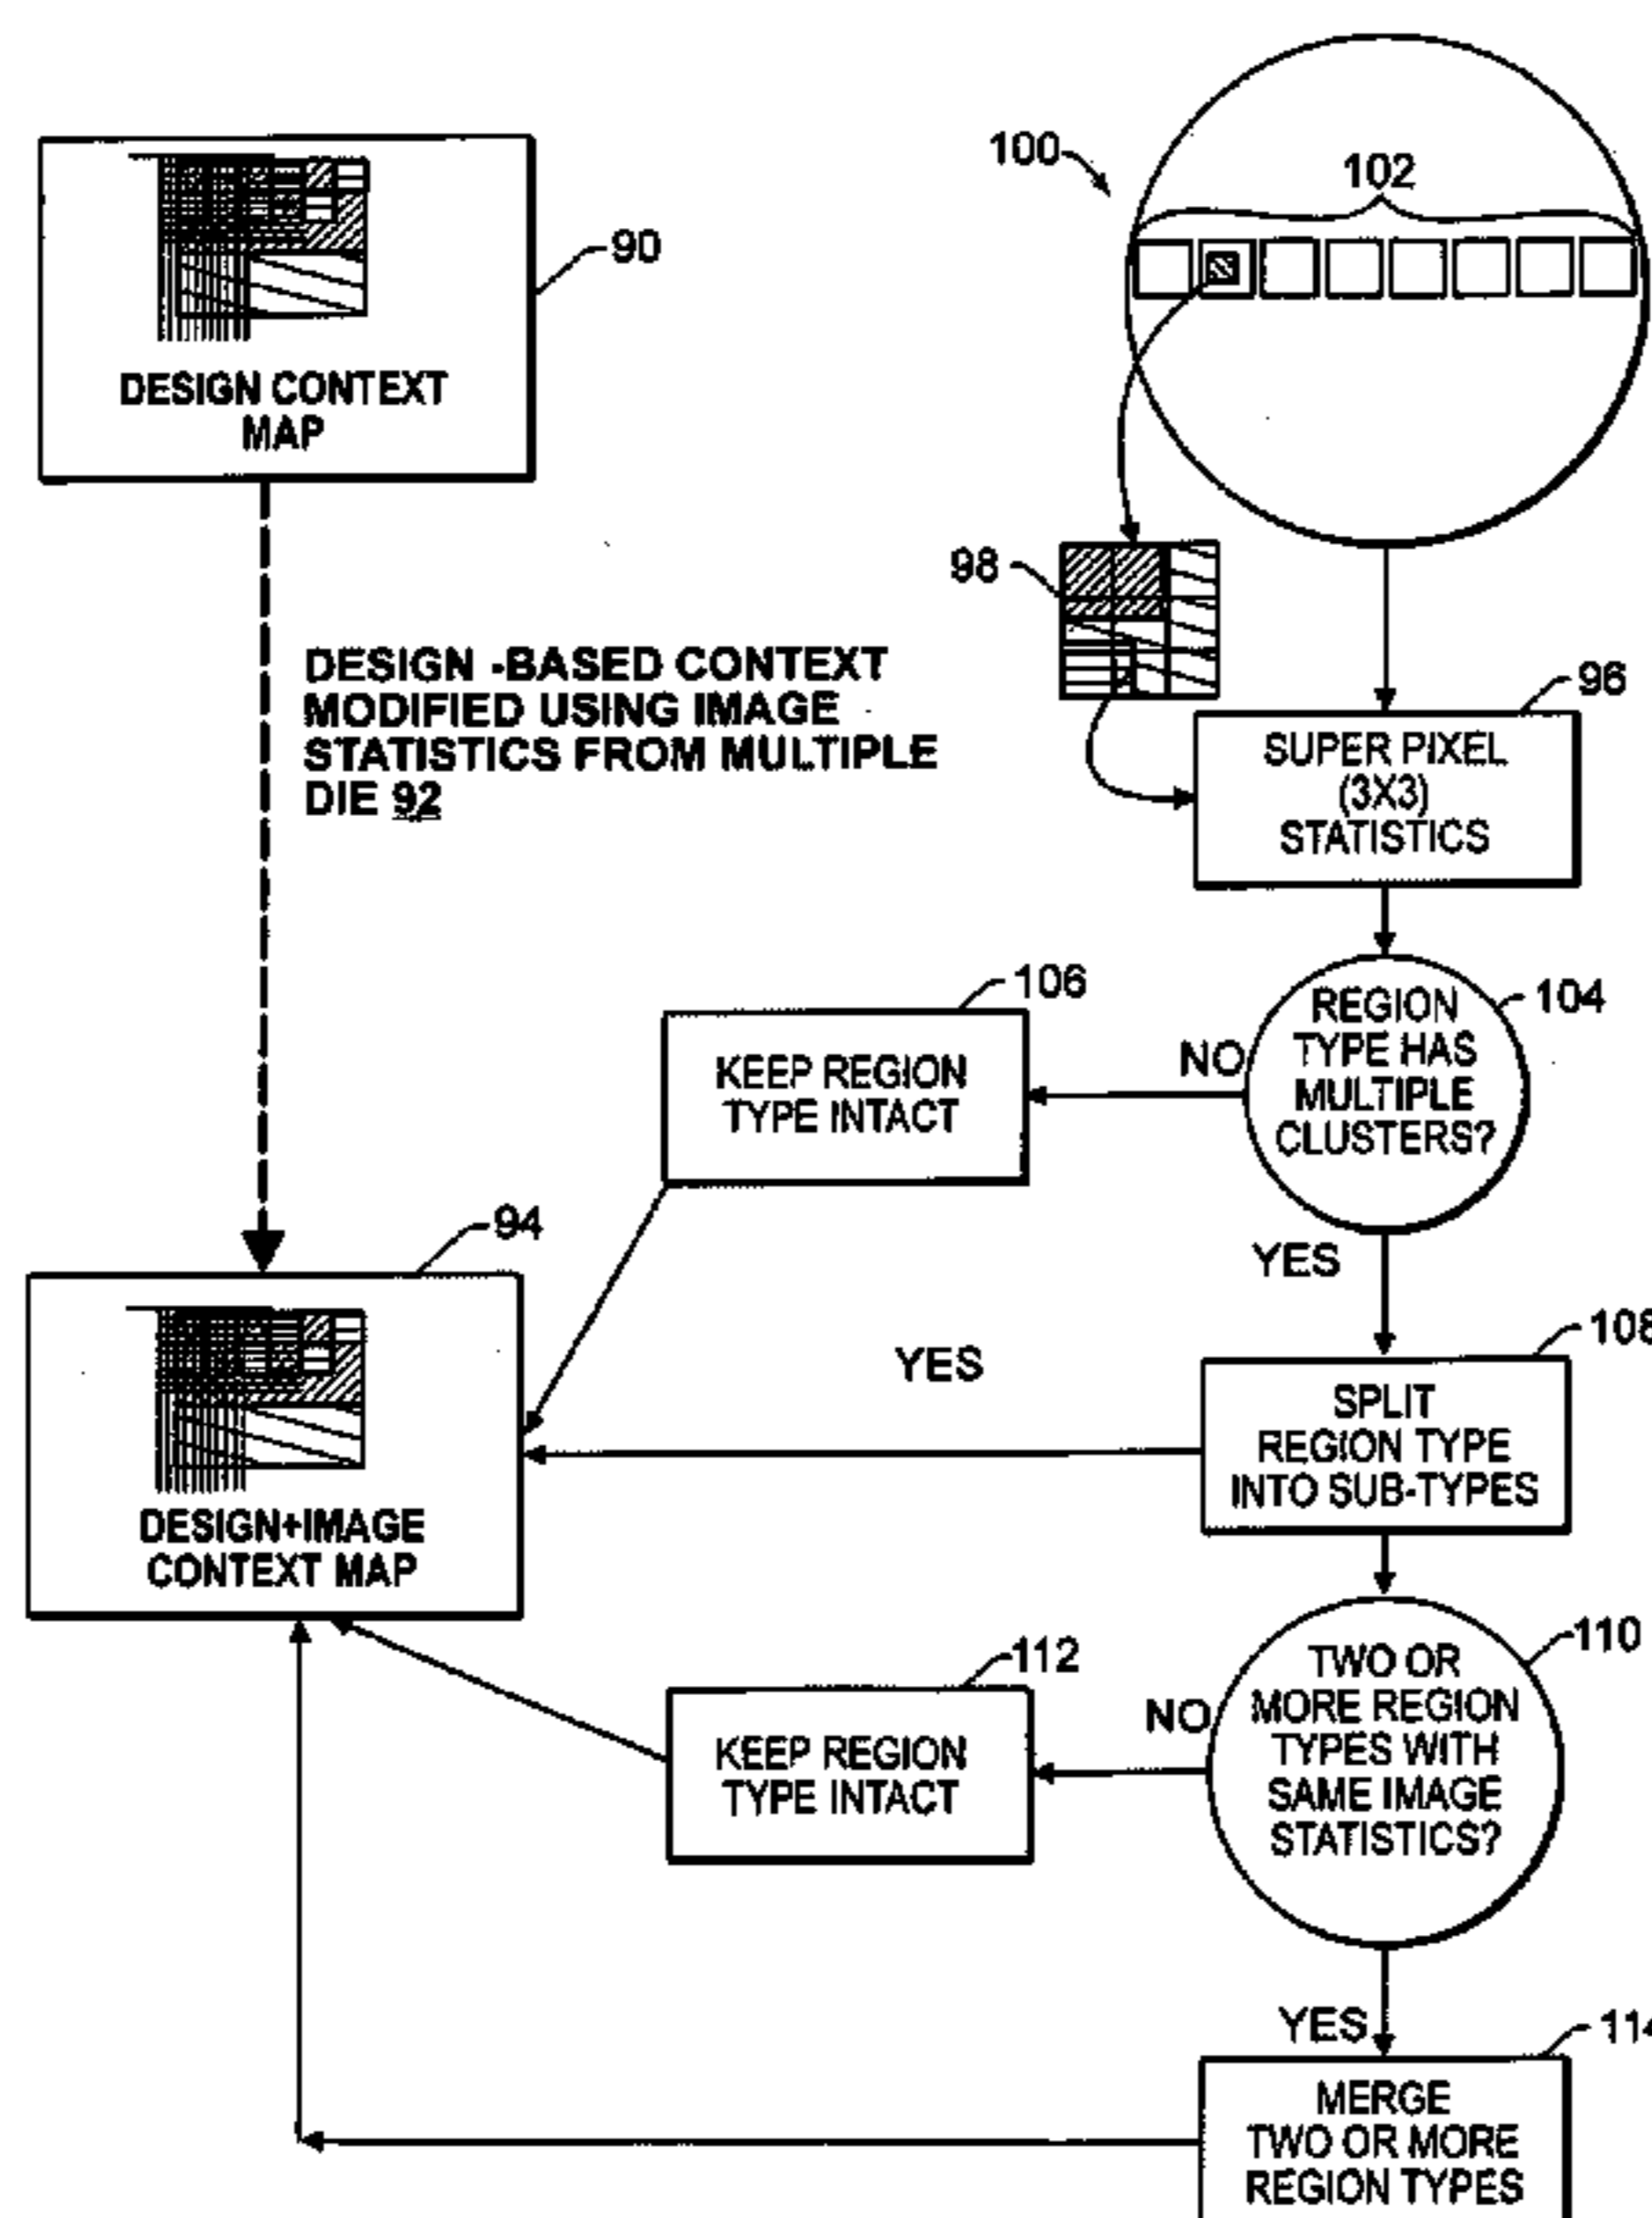 100
102
90
DESIGN CONTEXT
MAP
98
DESIGN -BASED CONTEXT
MODIFIED USING IMAGE
STATISTICS FROM MULTIPLE
DIE 92
96
SUPER PIXEL
(3X3)
STATISTICS
106
KEEP REGION
TYPE INTACT
NO
104
REGION
TYPE HAS
MULTIPLE
CLUSTERS?
YES
94
DESIGN+IMAGE
CONTEXT MAP
YES
108
SPLIT
REGION TYPE
INTO SUB-TYPES
110
TWO OR
MORE REGION
TYPES WITH
SAME IMAGE
STATISTICS?
NO
112
KEEP REGION
TYPE INTACT
YES
114
MERGE
TWO OR MORE
REGION TYPES